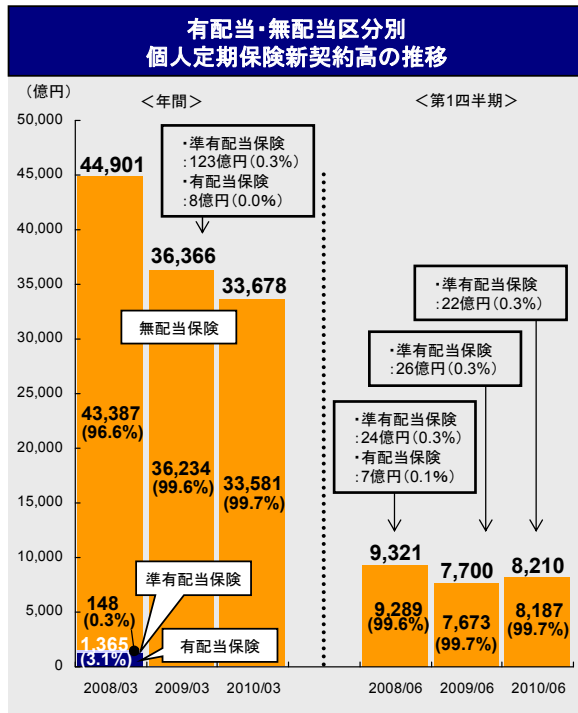 有配当・無配当区分別
個人定期保険新契約高の推移
（億円）
＜年間＞
＜第1四半期＞
50,000
45,000
40,000
35,000
30,000
25,000
20,000
15,000
10,000
5,000
0
44,901
43,387
(96.6%)
148
(0.3%)
1,365
(3.1%)
36,366
36,234
(99.6%)
33,678
33,581
(99.7%)
・準有配当保険
：123億円（0.3%）
・有配当保険
：8億円（0.0%）
無配当保険
準有配当保険
有配当保険
・準有配当保険
：24億円（0.3%）
・有配当保険
：7億円（0.1%）
・準有配当保険
：26億円（0.3%）
・準有配当保険
：22億円（0.3%）
9,321
9,289
(99.6%)
7,700
7,673
(99.7%)
8,210
8,187
(99.7%)
2008/03
2009/03
2010/03
2008/06
2009/06
2010/06